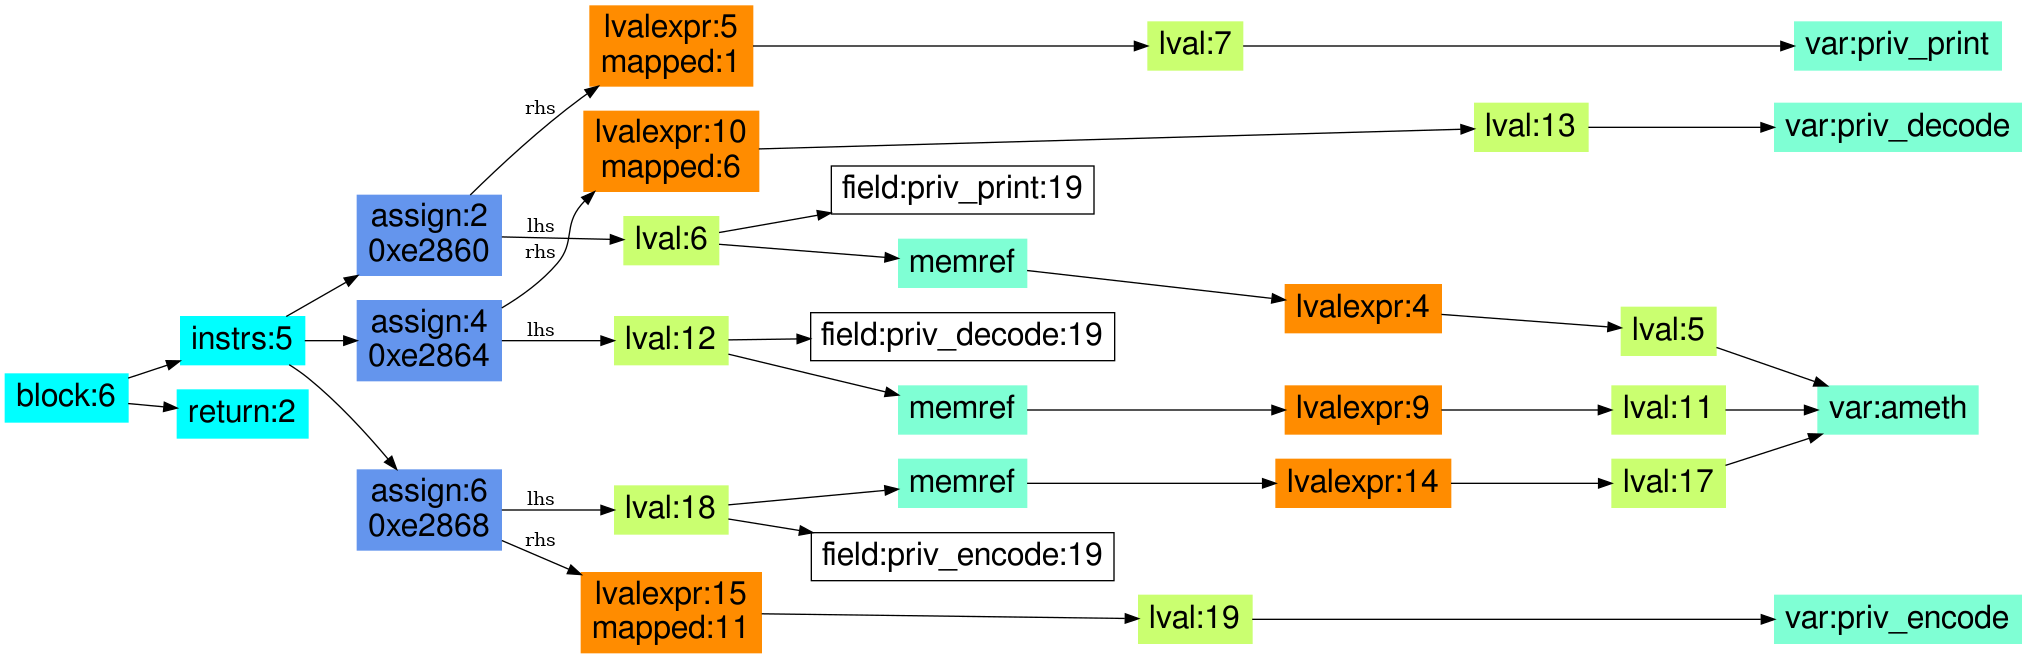 lvalexpr:5
mapped:1
lval:7
var:priv_print
rhs
lvalexpr:10
mapped:6
lval:13
var:priv_decode
field:priv_print:19
assign:2
0xe2860
lhs
rhs
lval:6
memref
lvalexpr:4
lval:5
instrs:5
assign:4
0xe2864
lhs
lval:12
field:priv_decode:19
block:6
return:2
memref
lvalexpr:9
lval:11
var:ameth
assign:6
0xe2868
lhs
rhs
lval:18
memref
lvalexpr:14
lval:17
field:priv_encode:19
lvalexpr:15
mapped:11
lval:19
var:priv_encode